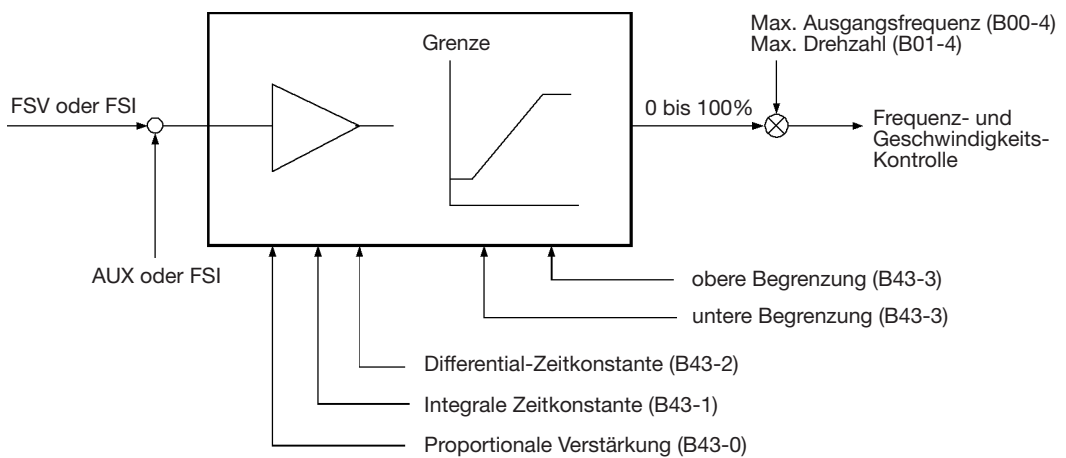 Max. Ausgangsfrequenz (B00-4)
Max. Drehzahl (B01-4)
Grenze
FSV oder FSI
0 bis 100%
Frequenz- und
Geschwindigkeits-
Kontrolle
AUX oder FSI
obere Begrenzung (B43-3)
untere Begrenzung (B43-3)
Differential-Zeitkonstante (B43-2)
Integrale Zeitkonstante (B43-1)
Proportionale Verstärkung (B43-0)